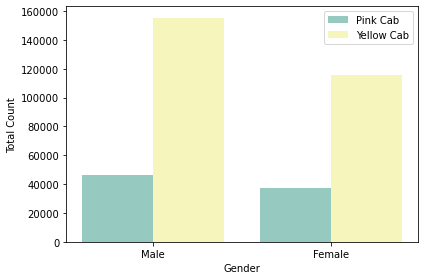 160000
140000
120000
100000
80000
60000
40000
20000
0
Total Count
Pink Cab
Yellow Cab
Male Female
Gender